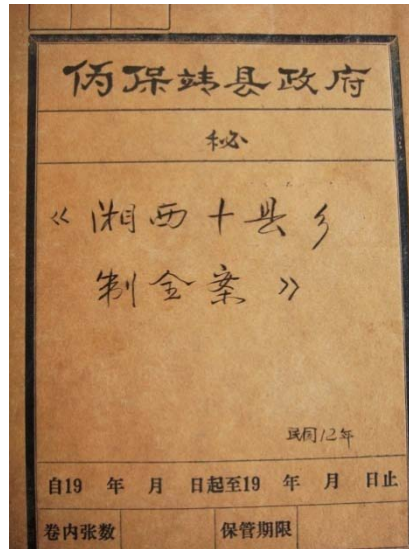 伪保靖县政府
秘
《湘西十县乡
制全案》
民国12年
自19 年 月 日起至19 年 月 日止
卷内张数 保管期限